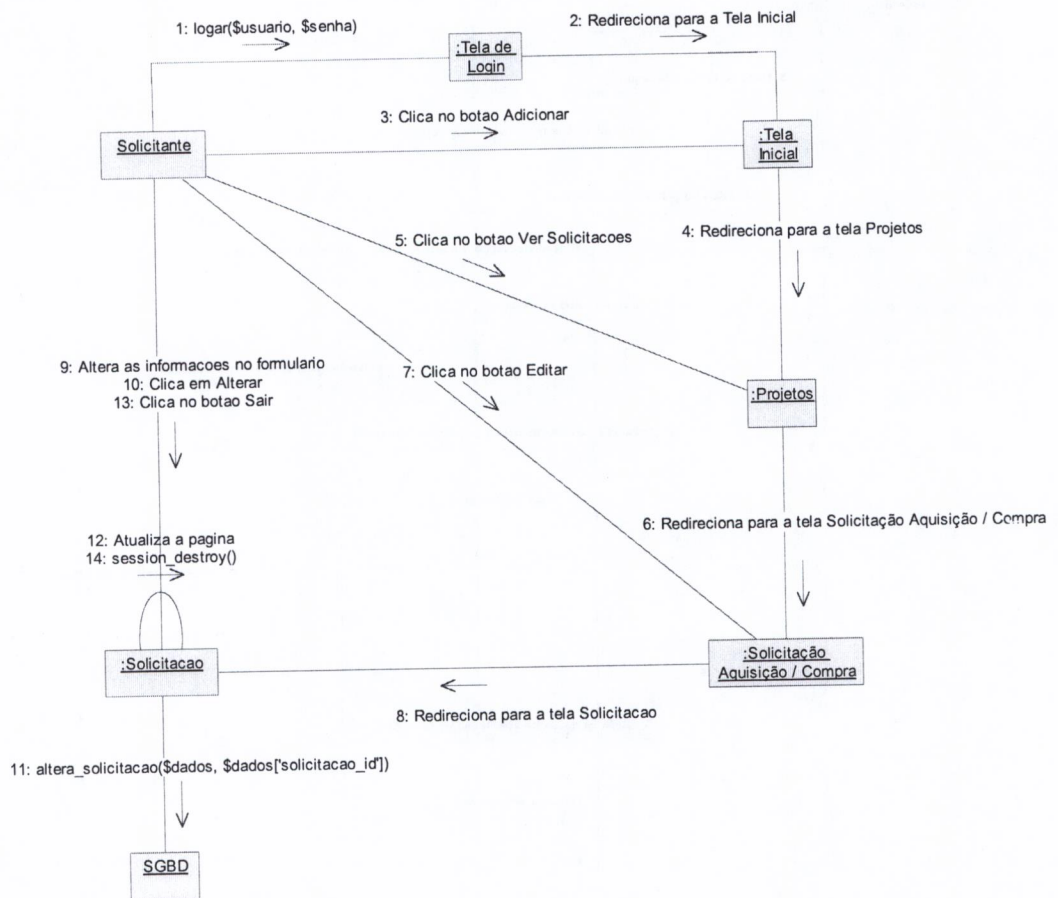 1: logar($usuario, $senha)
2: Redireciona para a Tela Inicial
:Tela de
Login
3: Clica no botao Adicionar
Solicitante
:Tela
Inicial
5: Clica no botao Ver Solicitacoes
4: Redireciona para a tela Projetos
9: Altera as informacoes no formulario
10: Clica em Alterar
13: Clica no botao Sair
7: Clica no botao Editar
:Projetos
6: Redireciona para a tela Solicitação Aquisição / Compra
12: Atualiza a pagina
14: session_destroy()
:Solicitacao
:Solicitação
Aquisição / Compra
8: Redireciona para a tela Solicitacao
11: altera_solicitacao($dados, $dados['solicitacao_id'])
SGBD